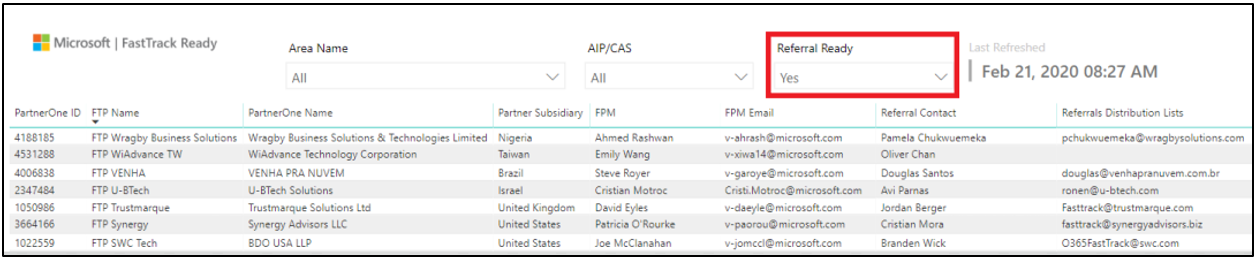 Microsoft | FastTrack Ready
Area Name AIP/CAS Referral Ready Last Refreshed
All All Yes Feb 21, 2020 08:27 AM
PartnerOne ID FTP Name PartnerOne Name Partner Subsidiary FPM FPM Email Referral Contact Referrals Distribution Lists
4188185 FTP Wragby Business Solutions Wragby Business Solutions & Technologies Limited Nigeria Ahmed Rashwan v-ahrash@microsoft.com Pamela Chukwuemeka pchukwuemeka@wragbysolutions.com
4531288 FTP WiAdvance TW WiAdvance Technology Corporation Taiwan Emily Wang v-xiwa14@microsoft.com Oliver Chan
4006838 FTP VENHA VENHA PRA NUVEM Brazil Steve Royer v-garoye@microsoft.com Douglas Santos douglas@venhapranuvem.com.br
2347484 FTP U-BTech U-BTech Solutions Israel Cristian Motroc Cristi.Motroc@microsoft.com Avi Parnas ronen@u-btech.com
1050986 FTP Trustmarque Trustmarque Solutions Ltd United Kingdom David Eyles v-daeyle@microsoft.com Jordan Berger Fasttrack@trustmarque.com
3664166 FTP Synergy Synergy Advisors LLC United States Patricia O'Rourke v-paorou@microsoft.com Cristian Mora fasttrack@synergyadvisors.biz
1022559 FTP SWC Tech BDO USA LLP United States Joe McClanahan v-jomccl@microsoft.com Branden Wick O365FastTrack@swc.com